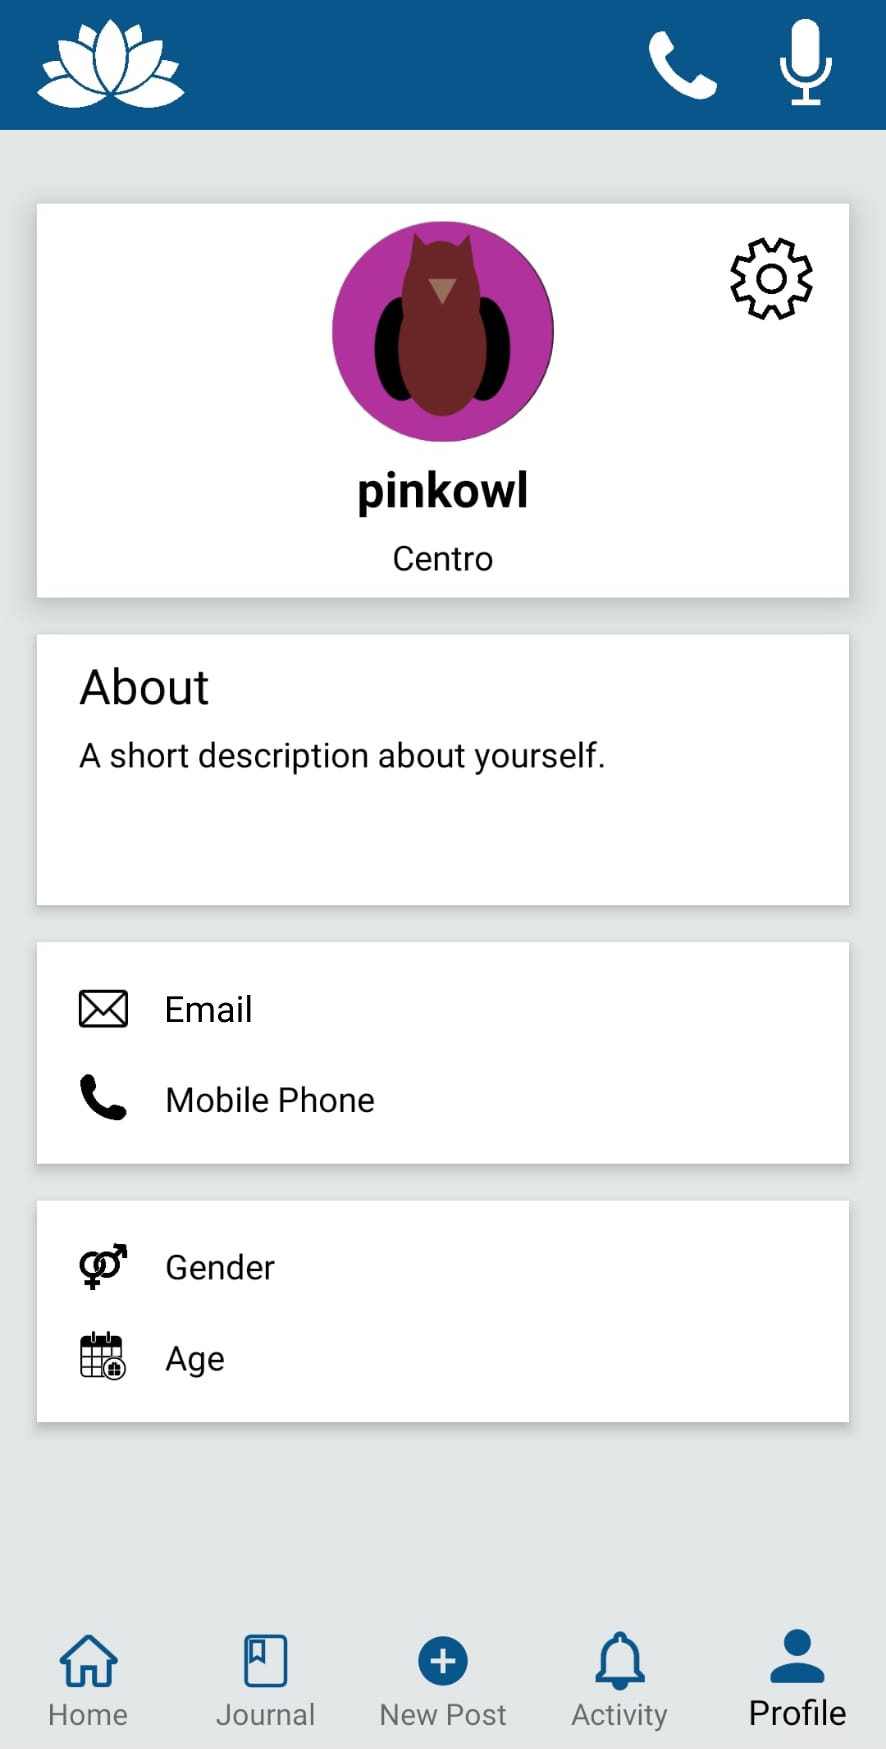 pinkowl
Centro
About
A short description about yourself.
Email
Mobile Phone
Gender
Age
Home
Journal
New Post
Activity
Profile